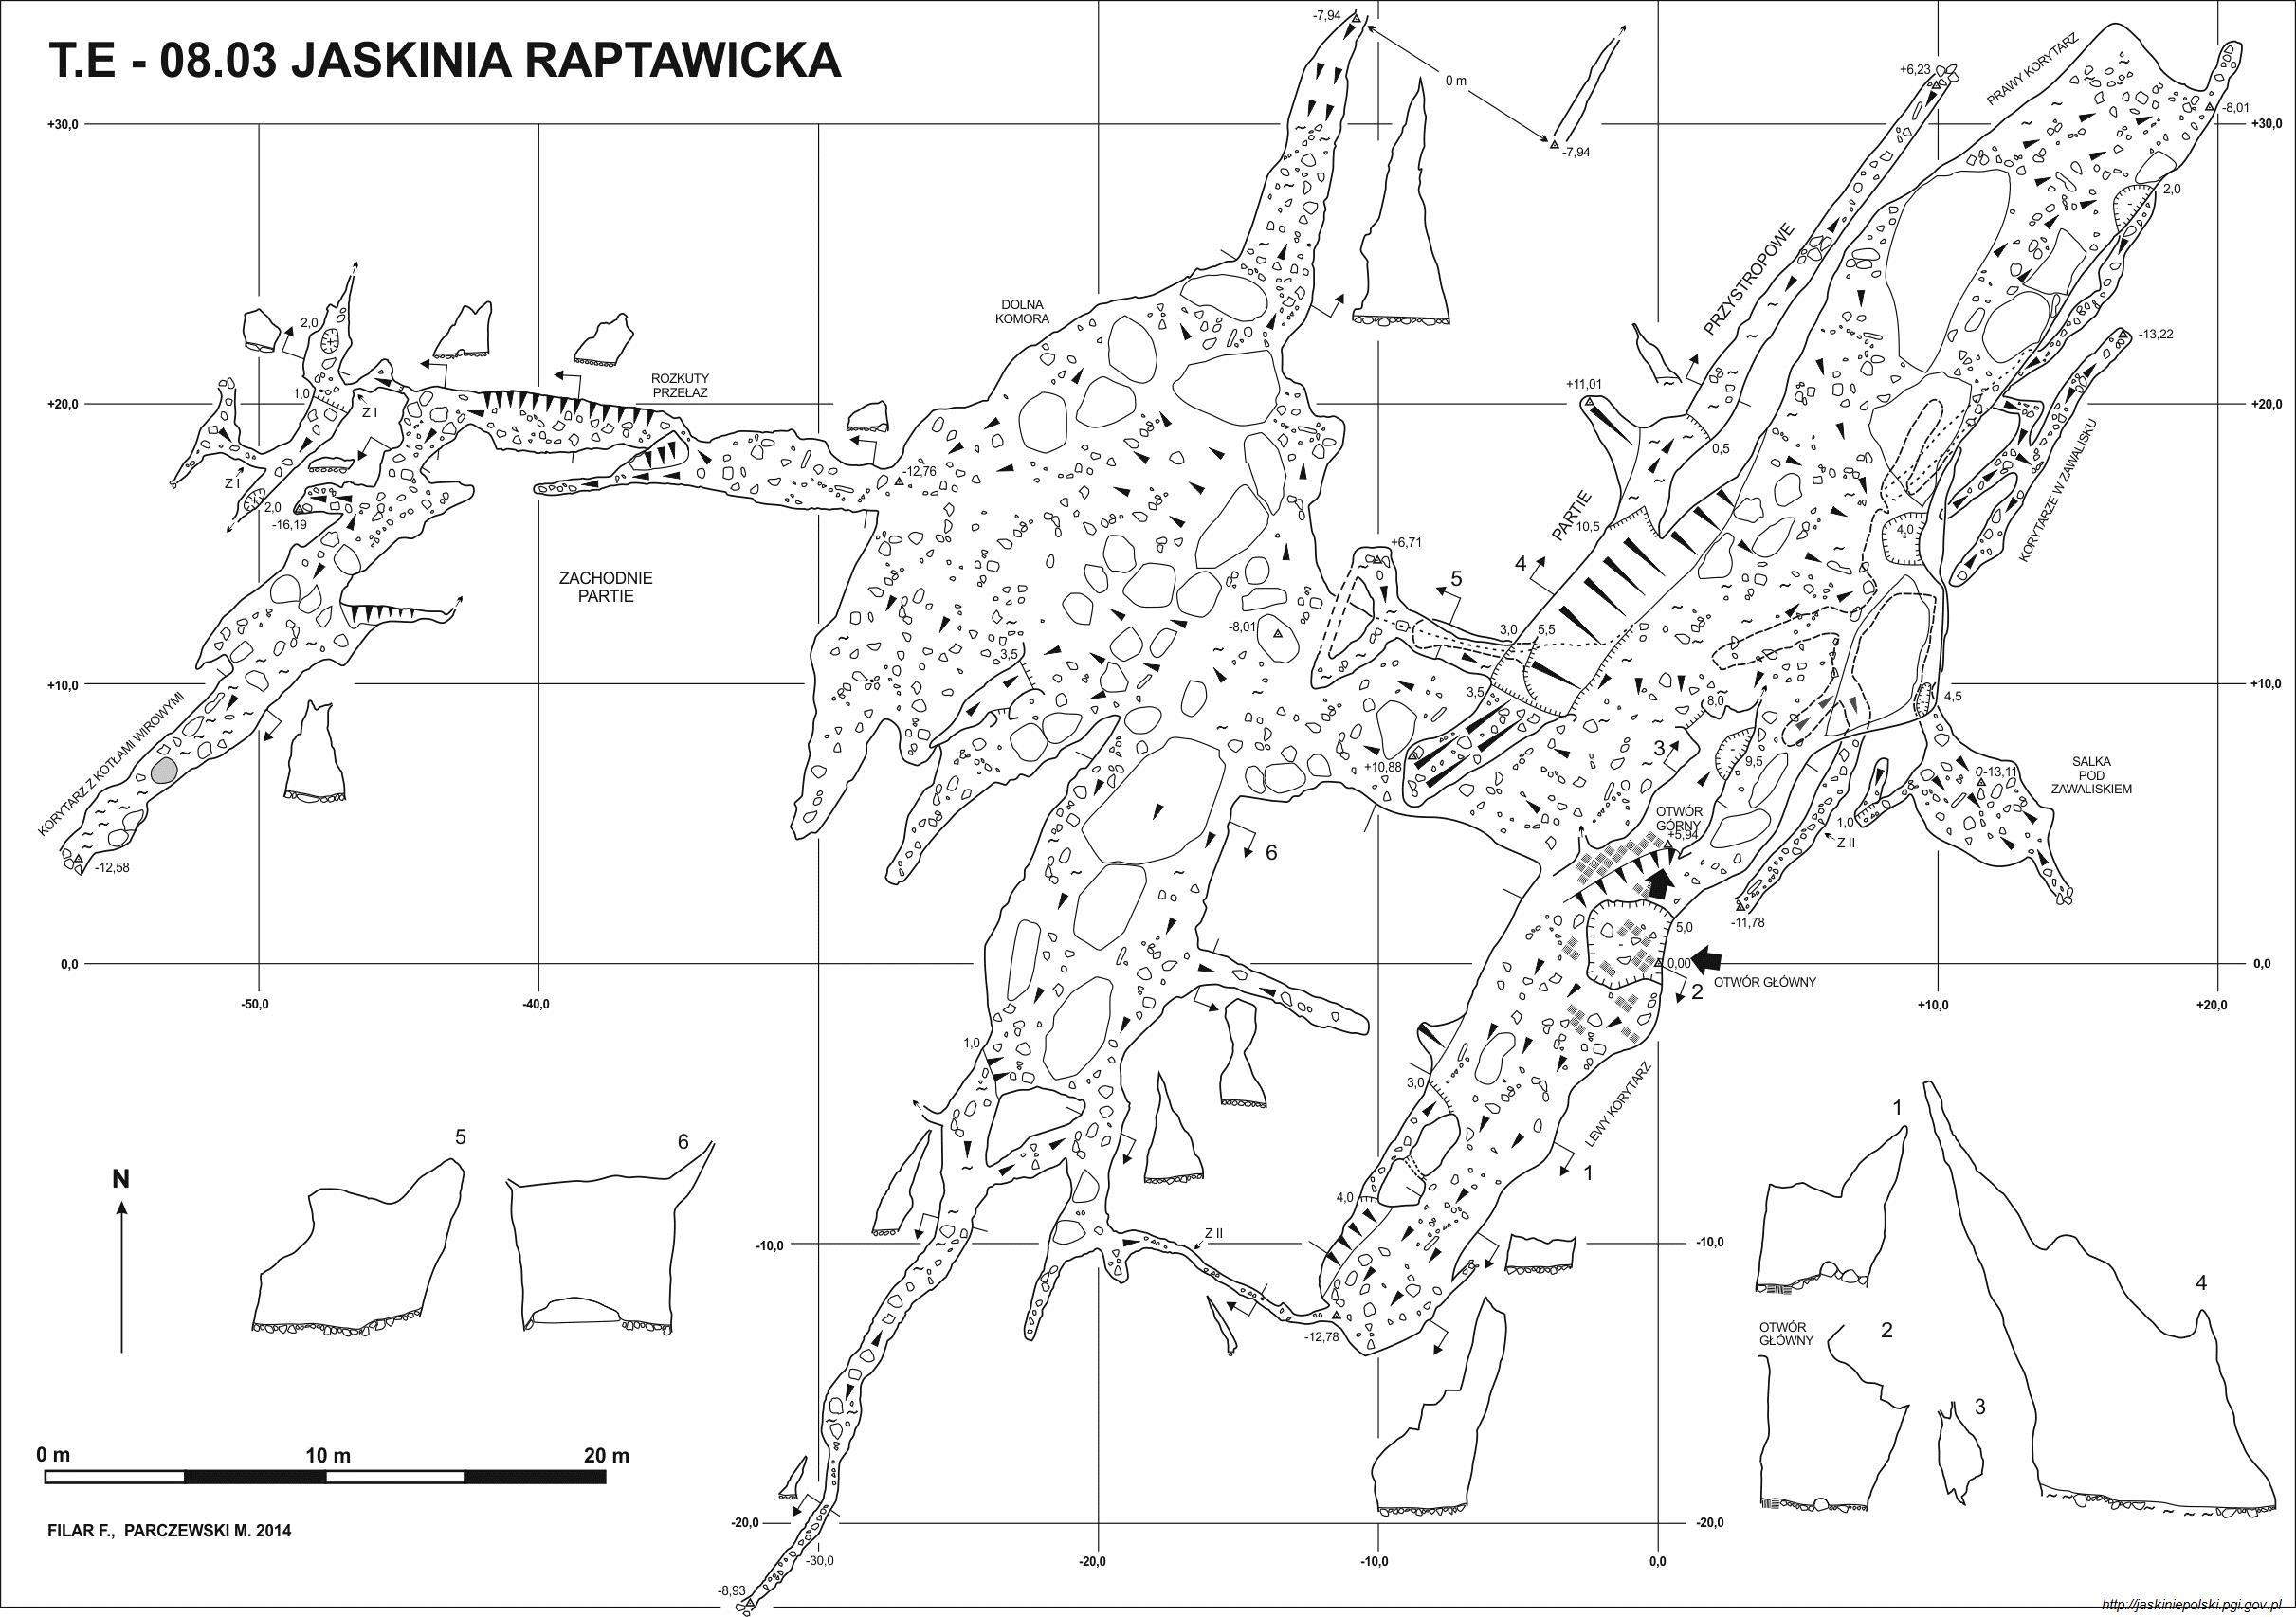 T.E - 08.03 JASKINIA RAPTAWICKA
-7,94
0 m
-7,94
+6,23
PRAWY KORYTARZ
-8,01
+30,0
+30,0
2,0
PRZYSTROPOWE
DOLNA
KOMORA
2,0
-13,22
ROZKUTY
PRZEŁAZ
+11,01
1,0
Z I
+20,0
+20,0
0,5
-12,76
Z I
2,0
-16,19
PARTIE
10,5
4,0
KORYTARZE W ZAWALISKU
+6,71
4
5
ZACHODNIE
PARTIE
-8,01
3,0
5,5
3,5
+10,0
+10,0
3,5
8,0
4,5
KORYTARZ Z KOTŁAMI WIROWYMI
3
9,5
+10,88
-13,11
SALKA
POD
ZAWALISKIEM
OTWÓR
GÓRNY
+5,94
1,0
Z II
6
-12,58
-11,78
5,0
0,0
0,00
0,0
OTWÓR GŁÓWNY
2
-50,0
-40,0
+10,0
+20,0
1,0
3,0
LEWY KORYTARZ
1
5
6
1
N
4,0
Z II
-10,0
-10,0
4
-12,78
OTWÓR
GŁÓWNY
2
3
0 m
10 m
20 m
FILAR F., PARCZEWSKI M. 2014
-20,0
-20,0
-30,0
-20,0
-10,0
0,0
-8,93
http://jaskiniepolski.pgi.gov.pl